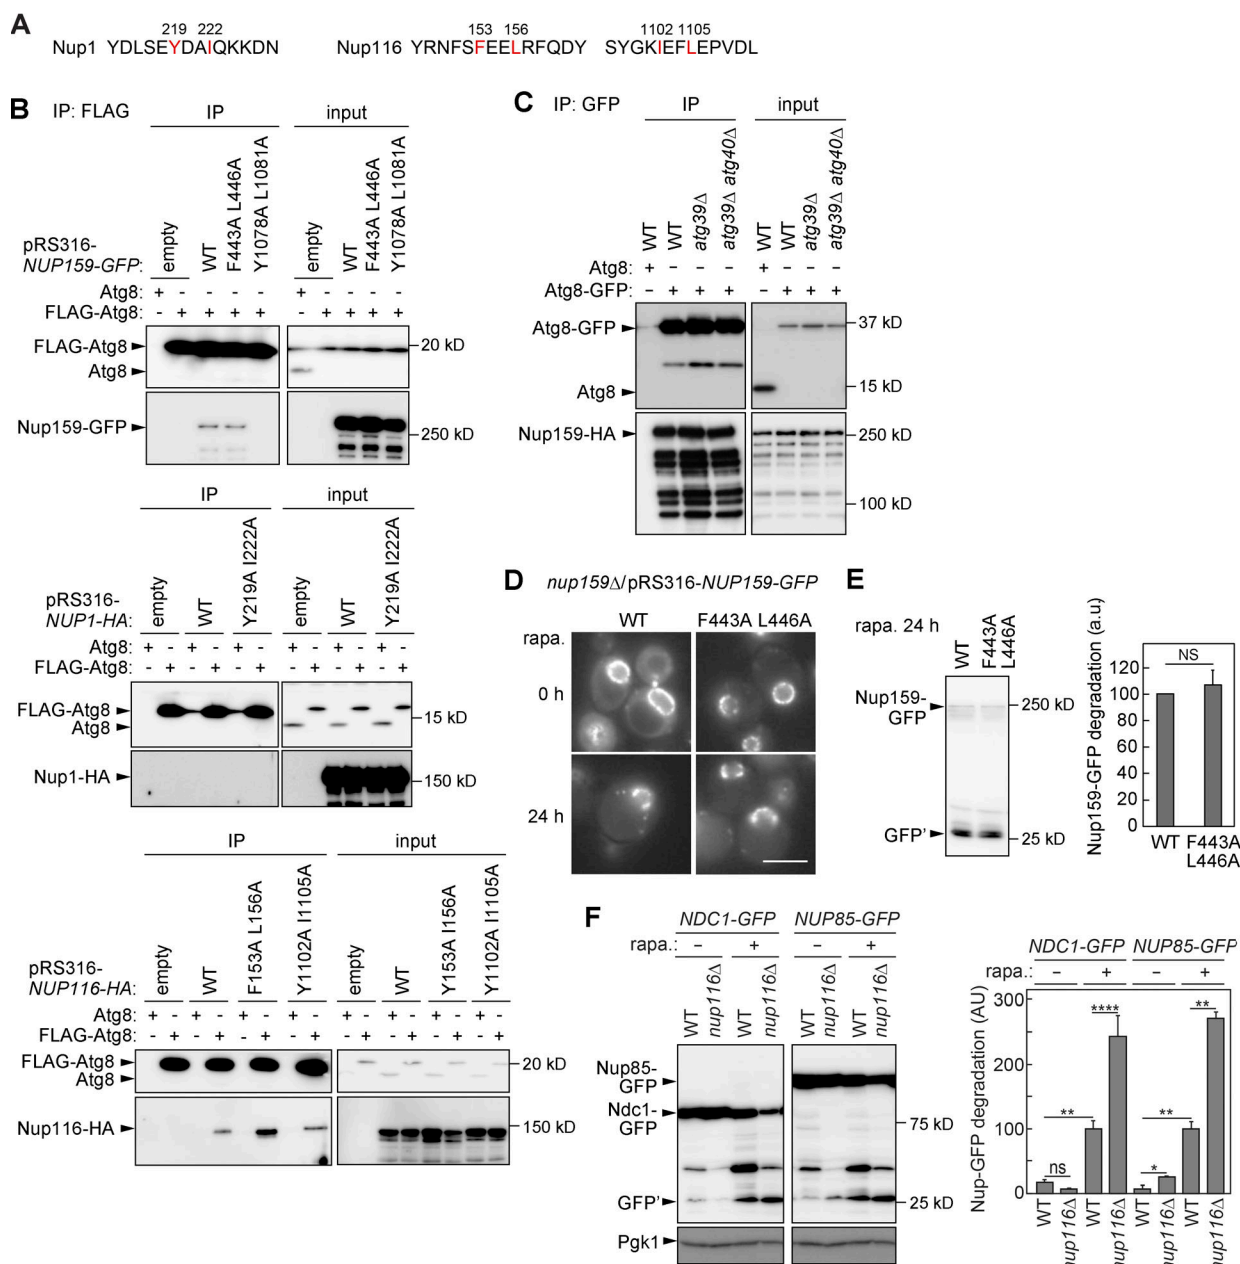 A
219 222
Nup1 YDLSEYDAIQKKDN
153 156 1102 1105
Nup116 YRNFSFEELRFQDY SYGKIEFLEPVDL
B
IP: FLAG
IP
input
pRS316-
NUP159-GFP:
empty
WT
F443A L446A
Y1078A L1081A
empty
WT
F443A L446A
Y1078A L1081A
Atg8: + - - - - + - - - -
FLAG-Atg8: - + + + + - + + + +
FLAG-Atg8
Atg8
20 kD
Nup159-GFP
250 kD
IP
input
pRS316-
NUP1-HA:
empty
WT
Y219A I222A
empty
WT
Y219A I222A
Atg8: + - + - + - + - + - + -
FLAG-Atg8: - + - + - + - + - + - +
FLAG-Atg8
Atg8
15 kD
Nup1-HA
150 kD
IP
input
pRS316-
NUP116-HA:
empty
WT
F153A L156A
Y1102A I1105A
empty
WT
Y153A I156A
Y1102A I1105A
Atg8: + - + - + - + - + - + - + - + -
FLAG-Atg8: - + - + - + - + - + - + - + - +
FLAG-Atg8
Atg8
20 kD
Nup116-HA
150 kD
C
IP: GFP
IP
input
WT
WT
atg39Δ
atg39Δ atg40Δ
WT
WT
atg39Δ
atg39Δ atg40Δ
Atg8: + - - - + - - -
Atg8-GFP: - + + + - + + +
Atg8-GFP
37 kD
Atg8
15 kD
Nup159-HA
250 kD
100 kD
D
nup159Δ/pRS316-NUP159-GFP
WT
F443A L446A
rapa.
0 h
24 h
E
rapa. 24 h
WT
F443A
L446A
Nup159-
GFP
250 kD
GFP'
25 kD
Nup159-GFP degradation (a.u)
120
100
80
60
40
20
0
NS
WT
F443A
L446A
F
NDC1-GFP
NUP85-GFP
rapa.: - + - +
WT
nup116Δ
WT
nup116Δ
WT
nup116Δ
WT
nup116Δ
Nup85-
GFP
Ndc1-
GFP
75 kD
GFP'
25 kD
Pgk1
NDC1-GFP NUP85-GFP
rapa.: - + - +
Nup-GFP degradation (AU)
300
200
100
0
ns
**
****
*
**
**
WT
nup116Δ
WT
nup116Δ
WT
nup116Δ
WT
nup116Δ